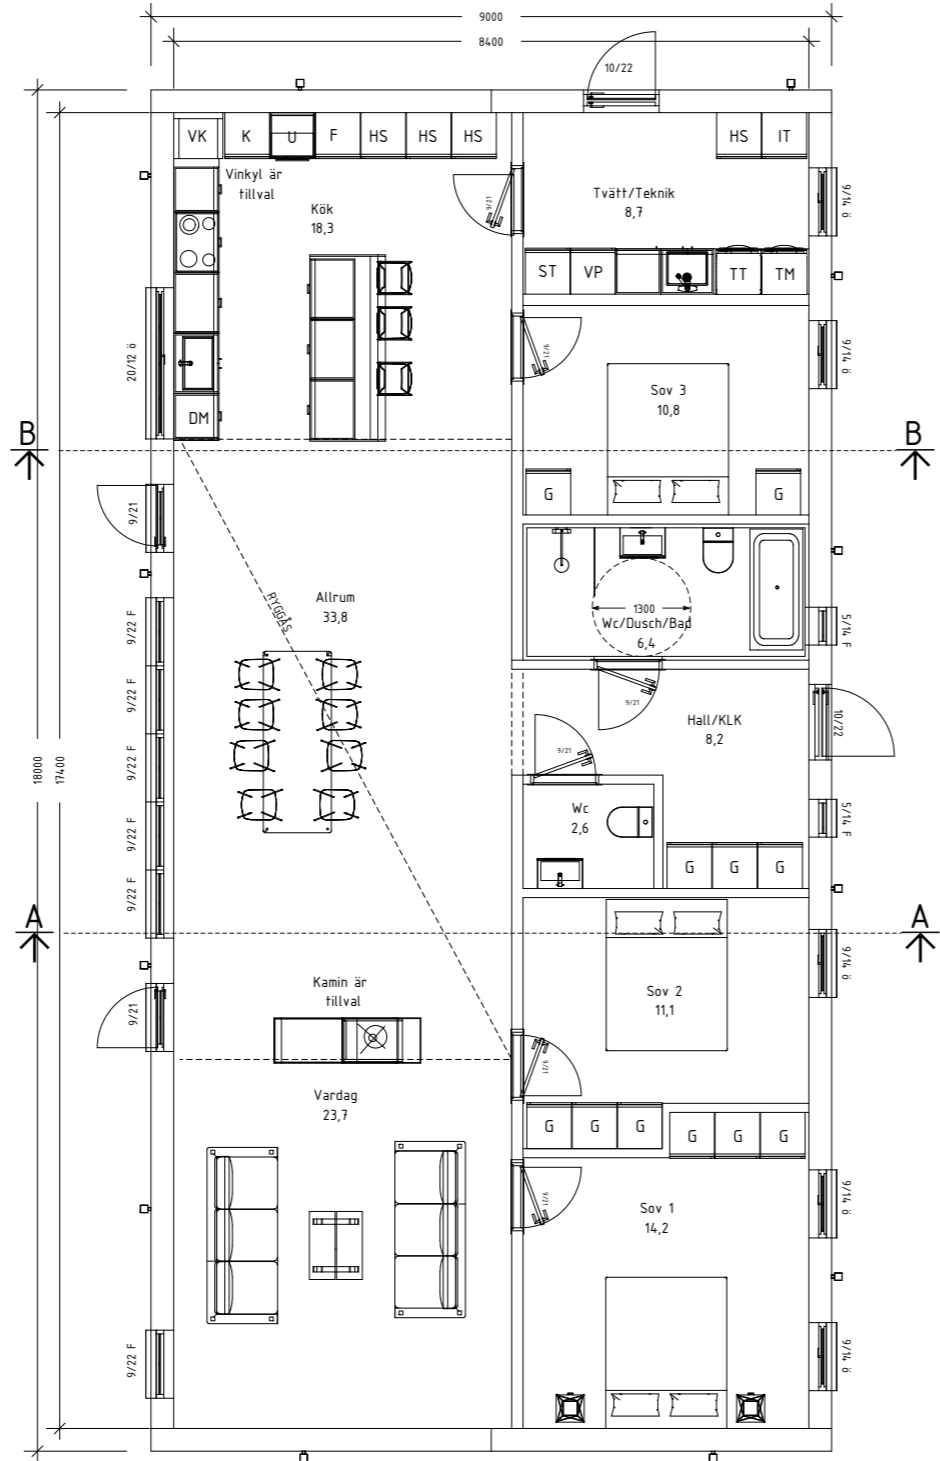 9000
8400
10/22
VK
K
U
F
HS
HS
HS
HS
IT
Vinkyl är
tillval
Kök
18,3
9/21
Tvätt/Teknik
8,7
9/14 ö
ST
VP
TT
TM
20/12 ö
DM
9/21
Sov 3
10,8
9/14 ö
B
B
G
G
9/21
Allrum
33,8
RYGGÅS
1300
Wc/Dusch/Bad
6,4
5/14 F
9/22 F
9/22 F
9/22 F
9/22 F
9/22 F
9/21
Hall/KLK
8,2
10/22
9/21
18000
17400
Wc
2,6
5/14 F
G
G
G
A
A
9/14 ö
Sov 2
11,1
Kamin är
tillval
9/21
9/21
Vardag
23,7
G
G
G
G
G
G
9/21
Sov 1
14,2
9/14 ö
9/22 F
9/14 ö